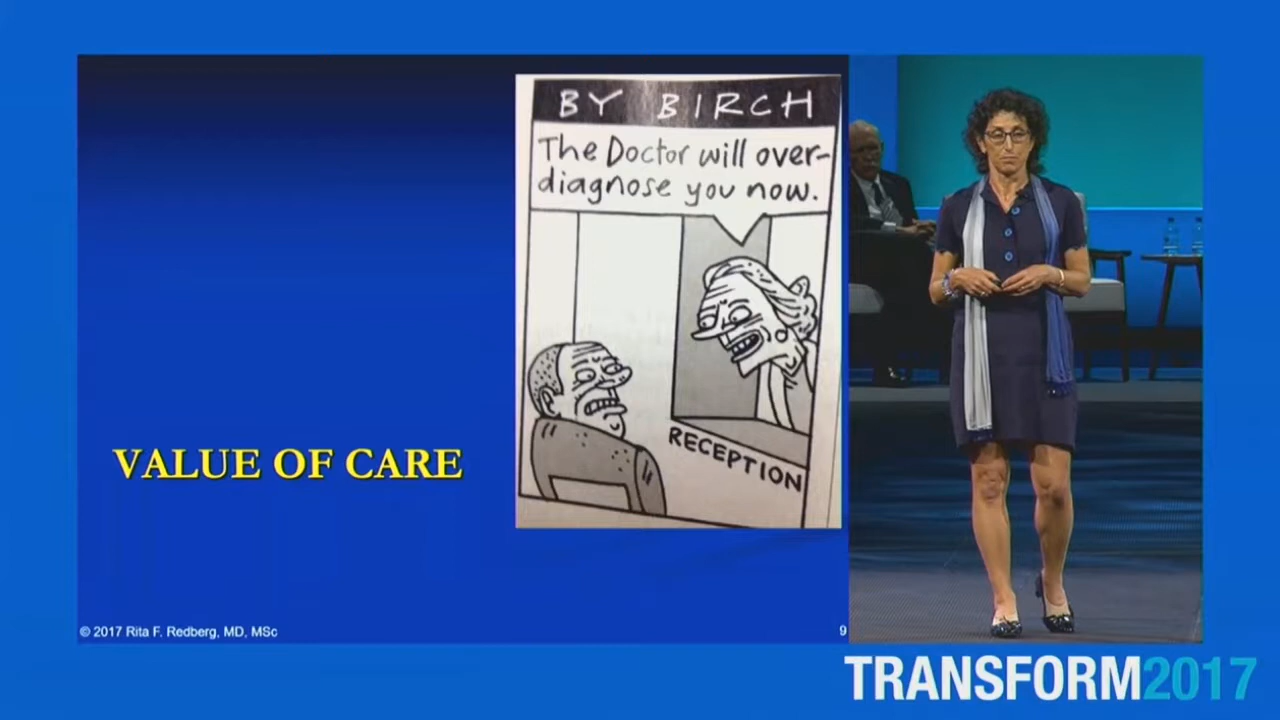 BY BIRCH
The Doctor will over-
diagnose you now.
RECEPTION
VALUE OF CARE
© 2017 Rita F. Redberg, MD, MSc
9
TRANSFORM2017